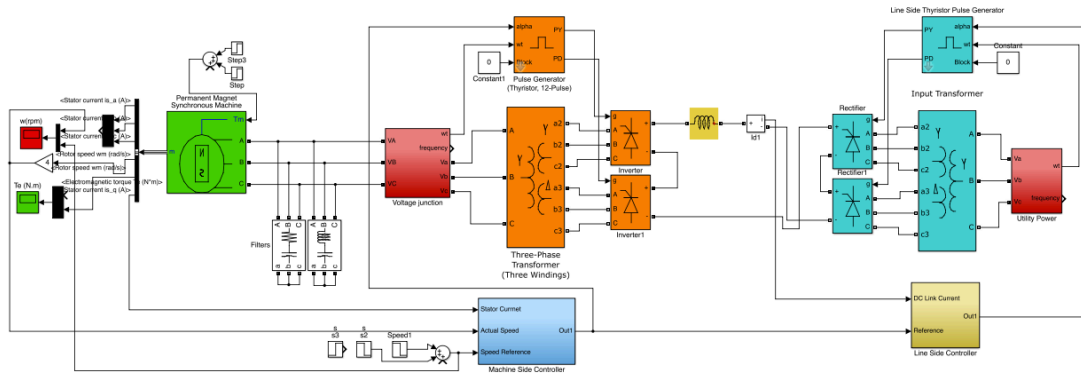 Line Side Thyristor Pulse Generator
alpha
wt
Block
PY
PD
Pulse Generator
(Thyristor, 12-Pulse)
0
Constant1
PY
PD
alpha
wt
Block
Constant
0
Step3
Step
<Stator current is_a (A)>
w(rpm)
Permanent Magnet
Synchronous Machine
Tm
A
B
C
m
N
S
4
<Rotor speed wm (rad/s)>
Te (N.m)
Stator current is_q (A)>
VA
VB
VC
wt
frequency
Va
Vb
Vc
Voltage junction
A
B
C
Y
Y
Δ
a2
b2
c2
a3
b3
c3
Three-Phase
Transformer
(Three Windings)
g
A
B
C
+
-
Inverter
g
A
B
C
+
-
Inverter1
+
-
i
Id1
Rectifier
+
-
g
A
B
C
Rectifier1
+
-
g
A
B
C
Input Transformer
a2
b2
c2
a3
b3
c3
Y
Y
Δ
A
B
C
Va
Vb
Vc
wt
frequency
Utility Power
Filters
A B C
a b c
A B C
a b c
s
s3
s
s2
Speed1
Stator Currnet
Actual Speed
Speed Reference
Out1
Machine Side Controller
DC Link Current
Reference
Out1
Line Side Controller